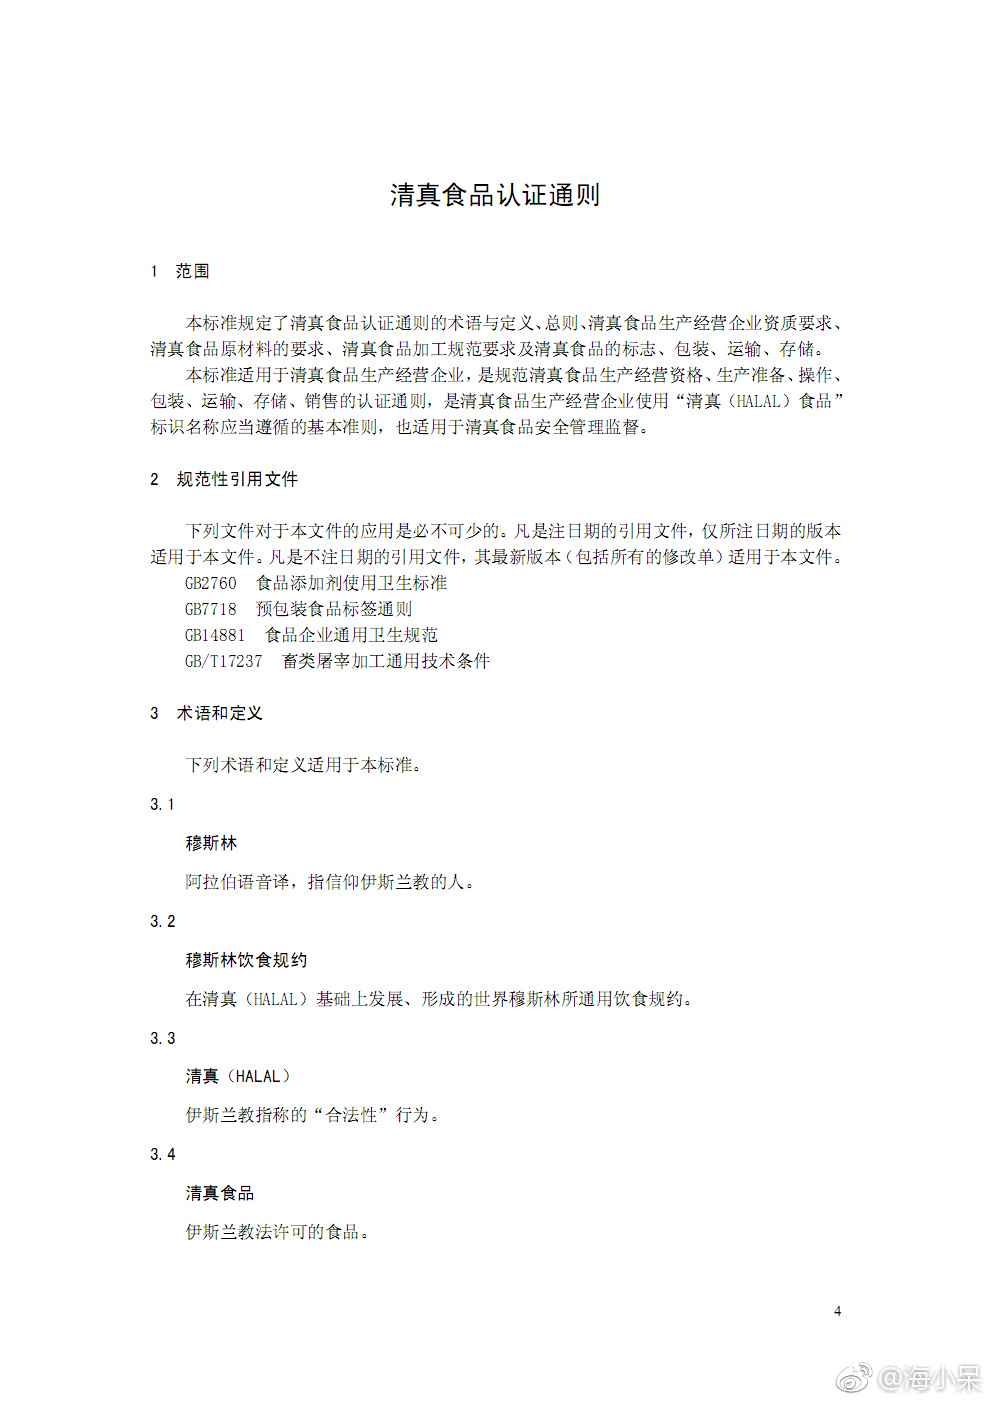 清真食品认证通则
1 范围
本标准规定了清真食品认证通则的术语与定义、总则、清真食品生产经营企业资质要求、
清真食品原材料的要求、清真食品加工规范要求及清真食品的标志、包装、运输、存储。
本标准适用于清真食品生产经营企业，是规范清真食品生产经营资格、生产准备、操作、
包装、运输、存储、销售的认证通则，是清真食品生产经营企业使用“清真（HALAL）食品”
标识名称应当遵循的基本准则，也适用于清真食品安全管理监督。
2 规范性引用文件
下列文件对于本文件的应用是必不可少的。凡是注日期的引用文件，仅所注日期的版本
适用于本文件。凡是不注日期的引用文件，其最新版本（包括所有的修改单）适用于本文件。
GB2760 食品添加剂使用卫生标准
GB7718 预包装食品标签通则
GB14881 食品企业通用卫生规范
GB/T17237 畜类屠宰加工通用技术条件
3 术语和定义
下列术语和定义适用于本标准。
3.1
穆斯林
阿拉伯语音译，指信仰伊斯兰教的人。
3.2
穆斯林饮食规约
在清真（HALAL）基础上发展、形成的世界穆斯林所通用饮食规约。
3.3
清真（HALAL）
伊斯兰教指称的“合法性”行为。
3.4
清真食品
伊斯兰教法许可的食品。
4
@海小呆